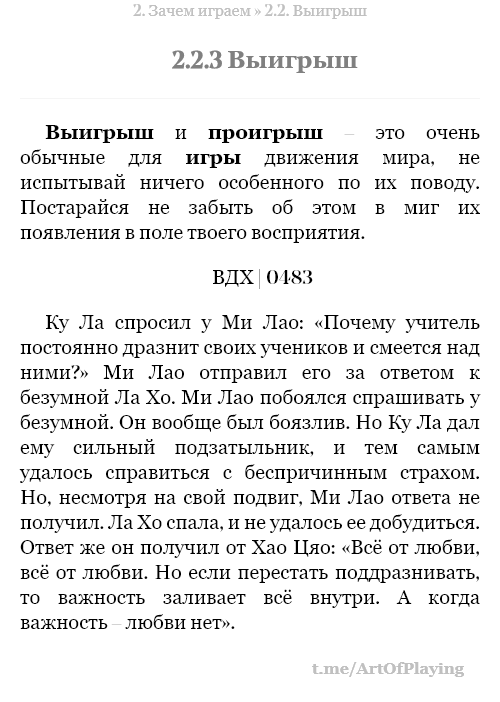 2. Зачем играем » 2.2. Выигрыш
2.2.3 Выигрыш
Выигрыш и проигрыш – это очень
обычные для игры движения мира, не
испытывай ничего особенного по их поводу.
Постарайся не забыть об этом в миг их
появления в поле твоего восприятия.
ВДХ | 0483
Ку Ла спросил у Ми Лао: «Почему учитель
постоянно дразнит своих учеников и смеется над
ними?» Ми Лао отправил его за ответом к
безумной Ла Хо. Ми Лао побоялся спрашивать у
безумной. Он вообще был боязлив. Но Ку Ла дал
ему сильный подзатыльник, и тем самым
удалось справиться с беспричинным страхом.
Но, несмотря на свой подвиг, Ми Лао ответа не
получил. Ла Хо спала, и не удалось ее добудиться.
Ответ же он получил от Хао Цяо: «Всё от любви,
всё от любви. Но если перестать поддразнивать,
то важность заливает всё внутри. А когда
важность – любви нет».
t.me/ArtOfPlaying